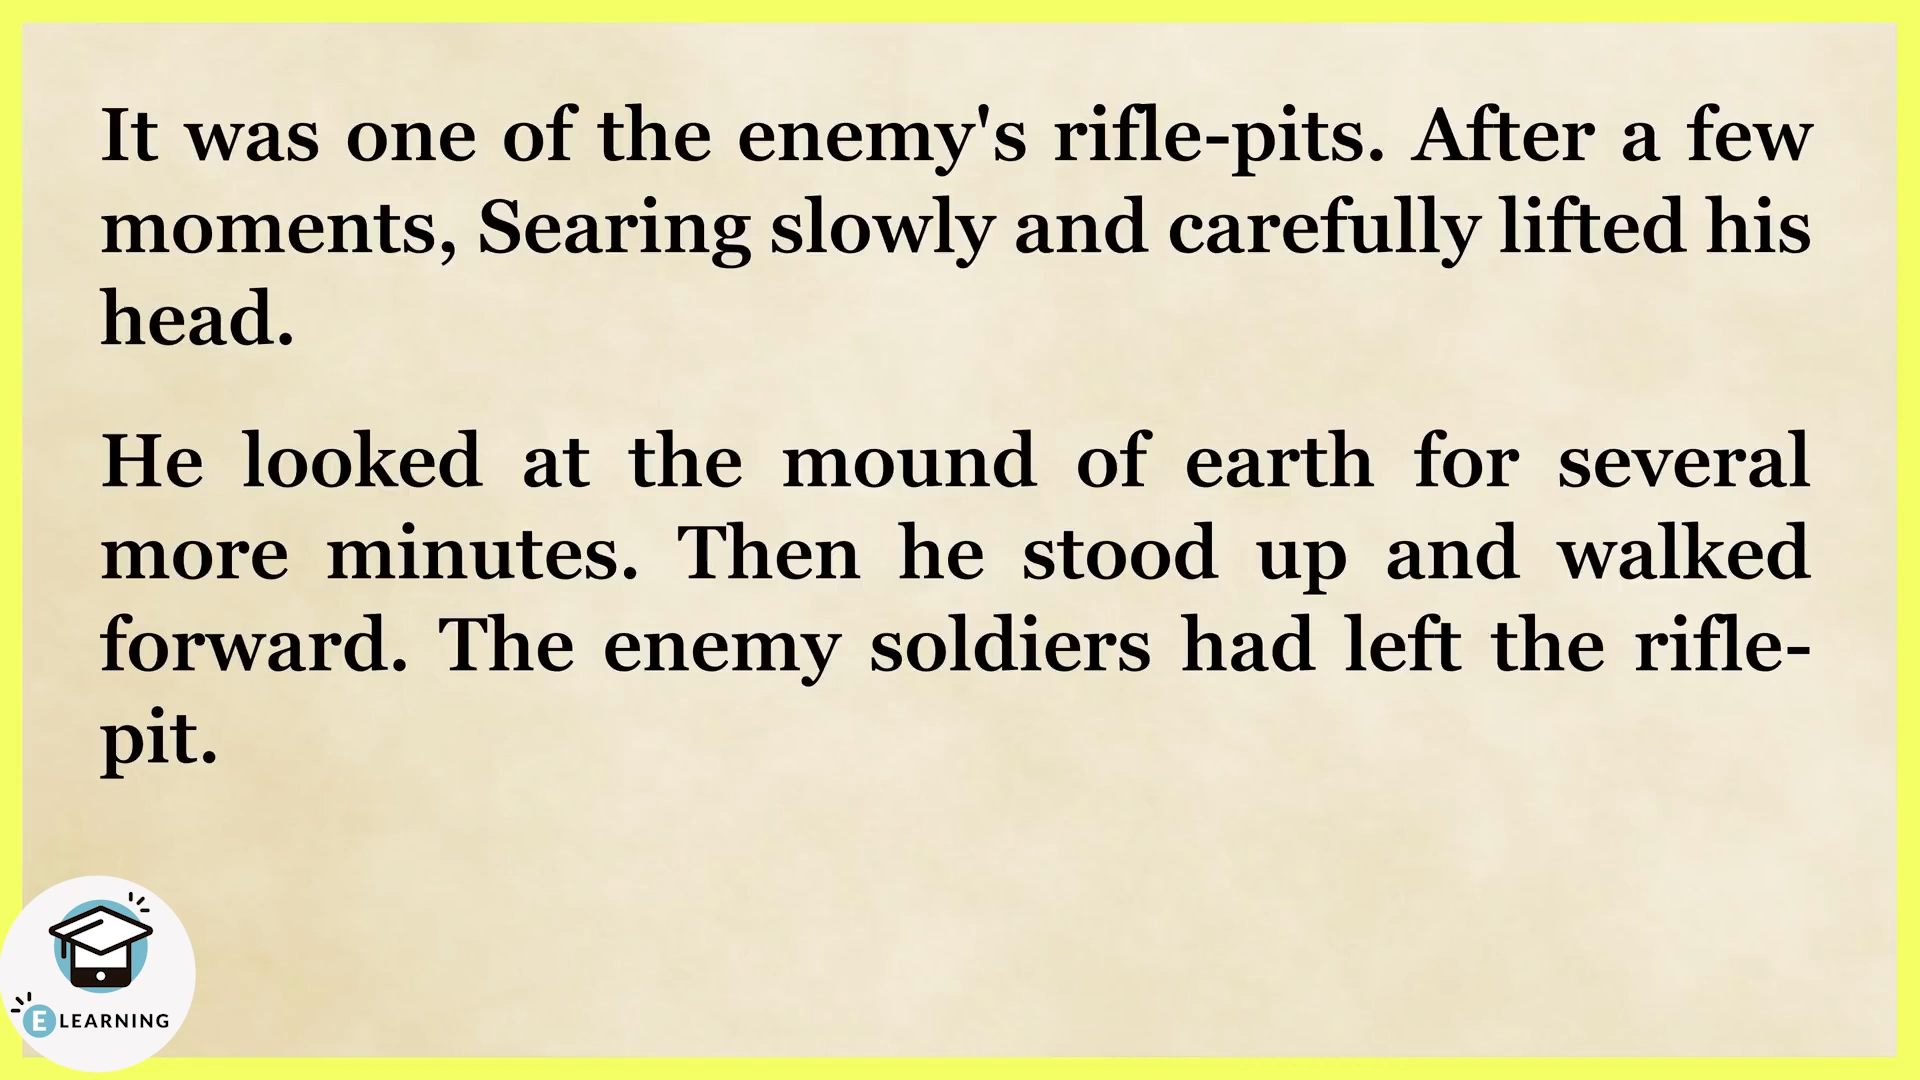 It was one of the enemy's rifle-pits. After a few
moments, Searing slowly and carefully lifted his
head.
He looked at the mound of earth for several
more minutes. Then he stood up and walked
forward. The enemy soldiers had left the rifle-
pit.
E LEARNING